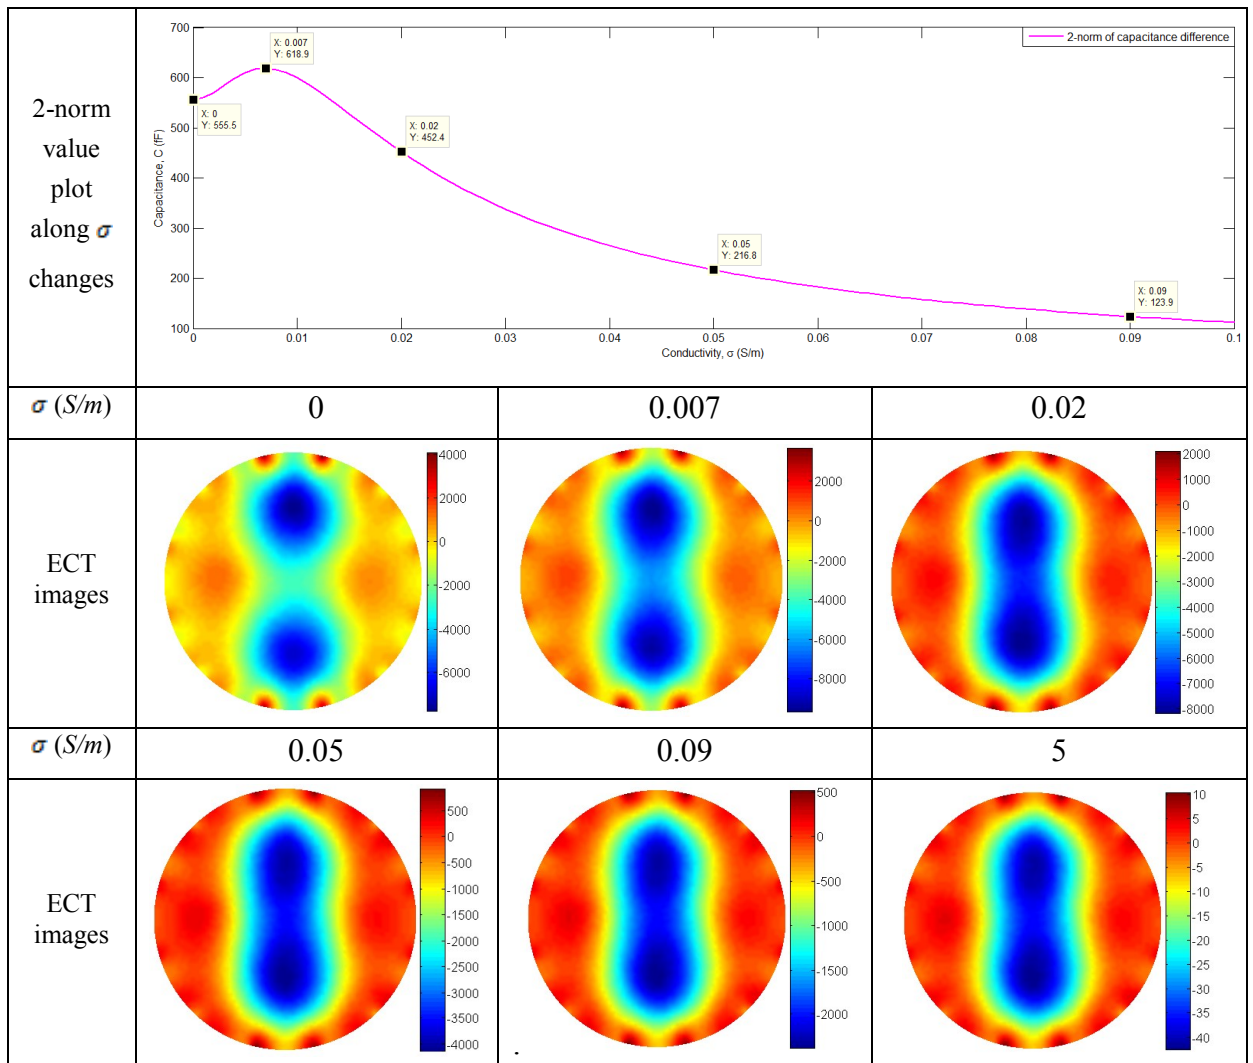 2-norm
value
plot
along σ
changes
700
600
500
400
300
200
100
Capacitance, C (fF)
X: 0.007
Y: 618.9
X: 0
Y: 555.5
X: 0.02
Y: 452.4
X: 0.05
Y: 216.8
X: 0.09
Y: 123.9
2-norm of capacitance difference
0 0.01 0.02 0.03 0.04 0.05 0.06 0.07 0.08 0.09 0.1
Conductivity, σ (S/m)
σ (S/m) 0 0.007 0.02
ECT
images
4000
2000
0
-2000
-4000
-6000
2000
0
-2000
-4000
-6000
-8000
2000
1000
0
-1000
-2000
-3000
-4000
-5000
-6000
-7000
-8000
σ (S/m) 0.05 0.09 5
ECT
images
500
0
-500
-1000
-1500
-2000
-2500
-3000
-3500
-4000
500
0
-500
-1000
-1500
-2000
10
5
0
-5
-10
-15
-20
-25
-30
-35
-40
.